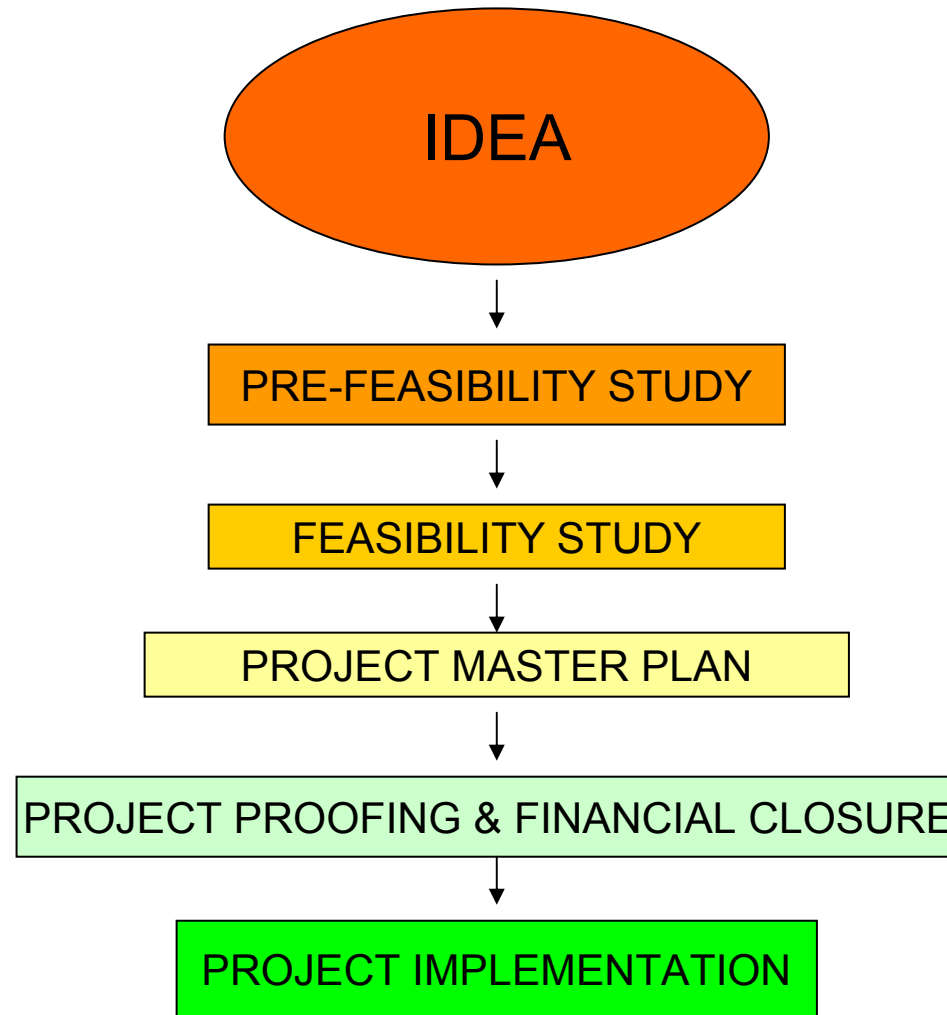 IDEA
PRE-FEASIBILITY STUDY
FEASIBILITY STUDY
PROJECT MASTER PLAN
PROJECT PROOFING & FINANCIAL CLOSURE
PROJECT IMPLEMENTATION